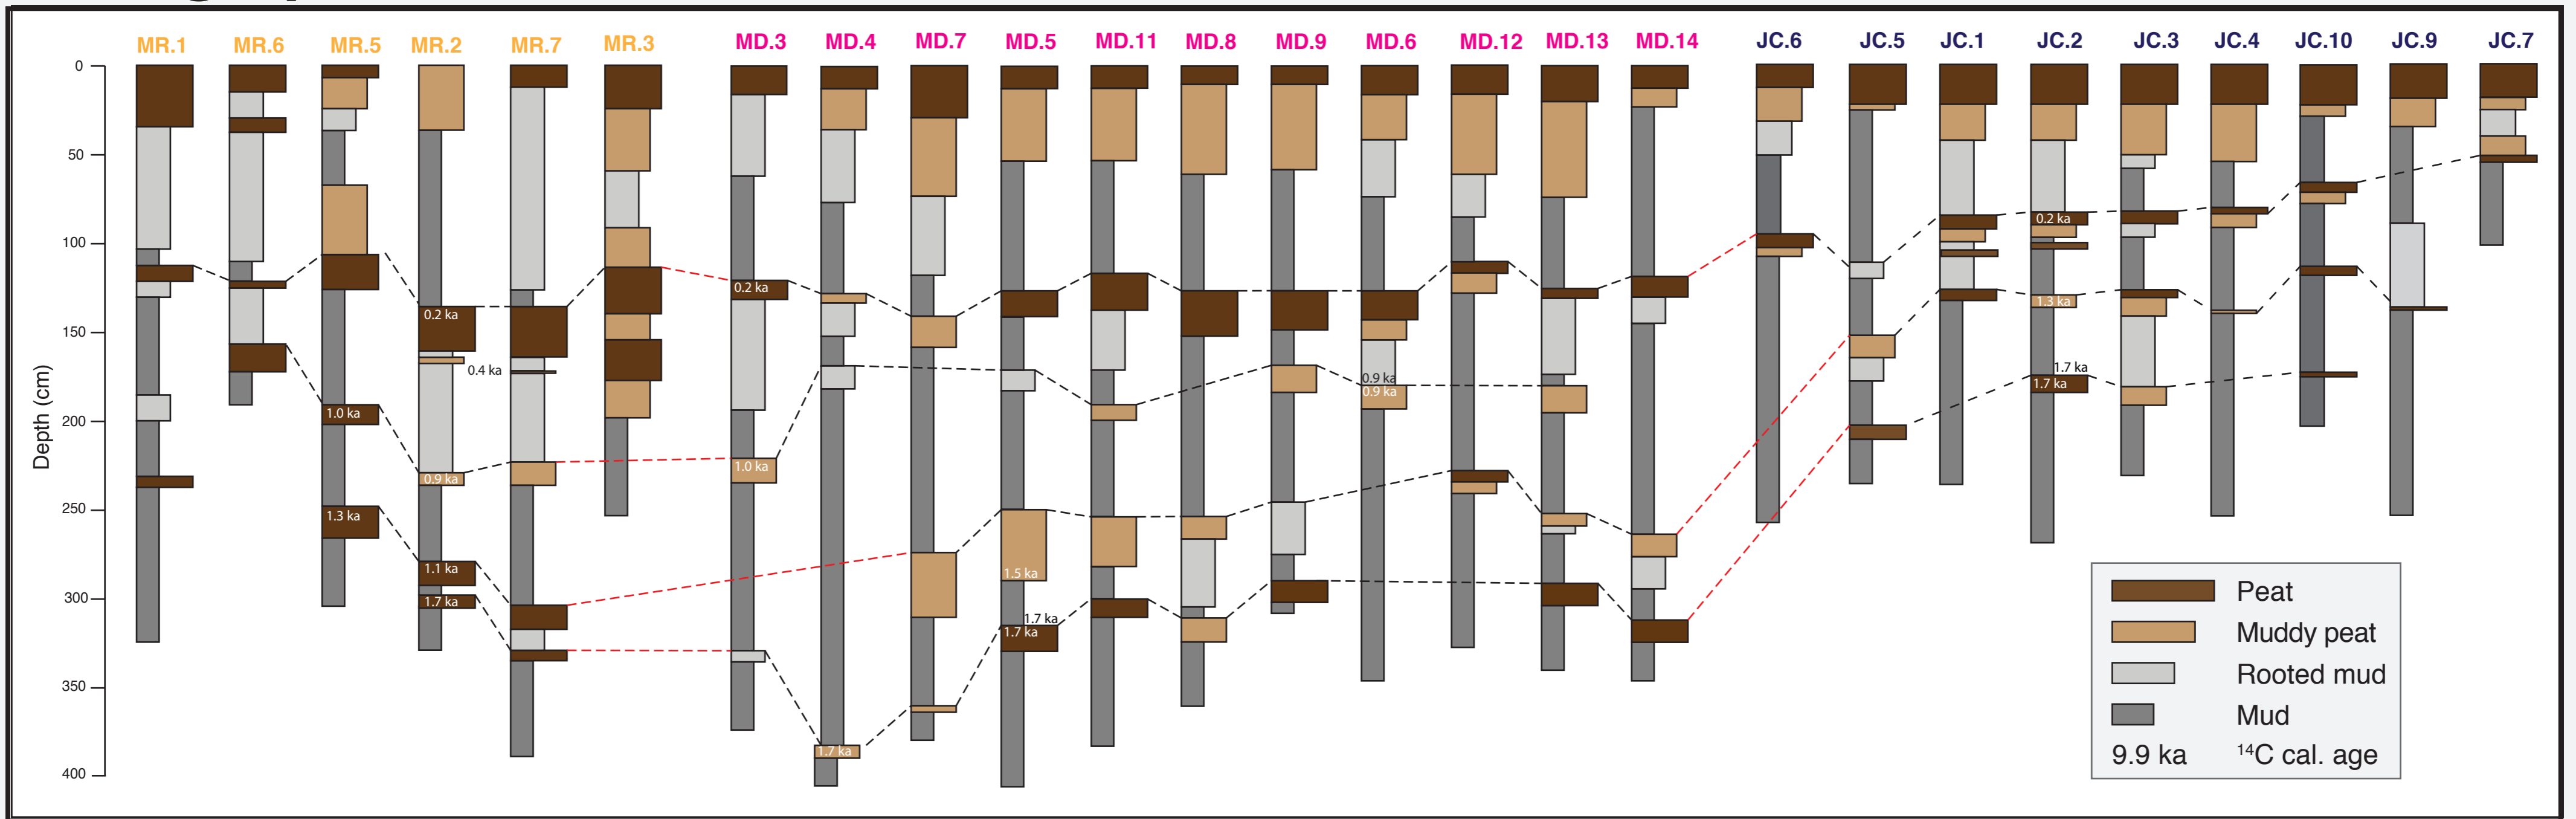 MR.1 MR.6 MR.5 MR.2 MR.7 MR.3 MD.3 MD.4 MD.7 MD.5 MD.11 MD.8 MD.9 MD.6 MD.12 MD.13 MD.14 JC.6 JC.5 JC.1 JC.2 JC.3 JC.4 JC.10 JC.9 JC.7
0
50
100
150
200
250
300
350
400
Depth (cm)
1.0 ka
1.3 ka
0.2 ka
0.9 ka
1.1 ka
1.7 ka
0.4 ka
0.2 ka
1.0 ka
1.7 ka
1.5 ka
1.7 ka
1.7 ka
0.9 ka
0.9 ka
0.2 ka
1.3 ka
1.7 ka
1.7 ka
Peat
Muddy peat
Rooted mud
Mud
9.9 ka 14C cal. age